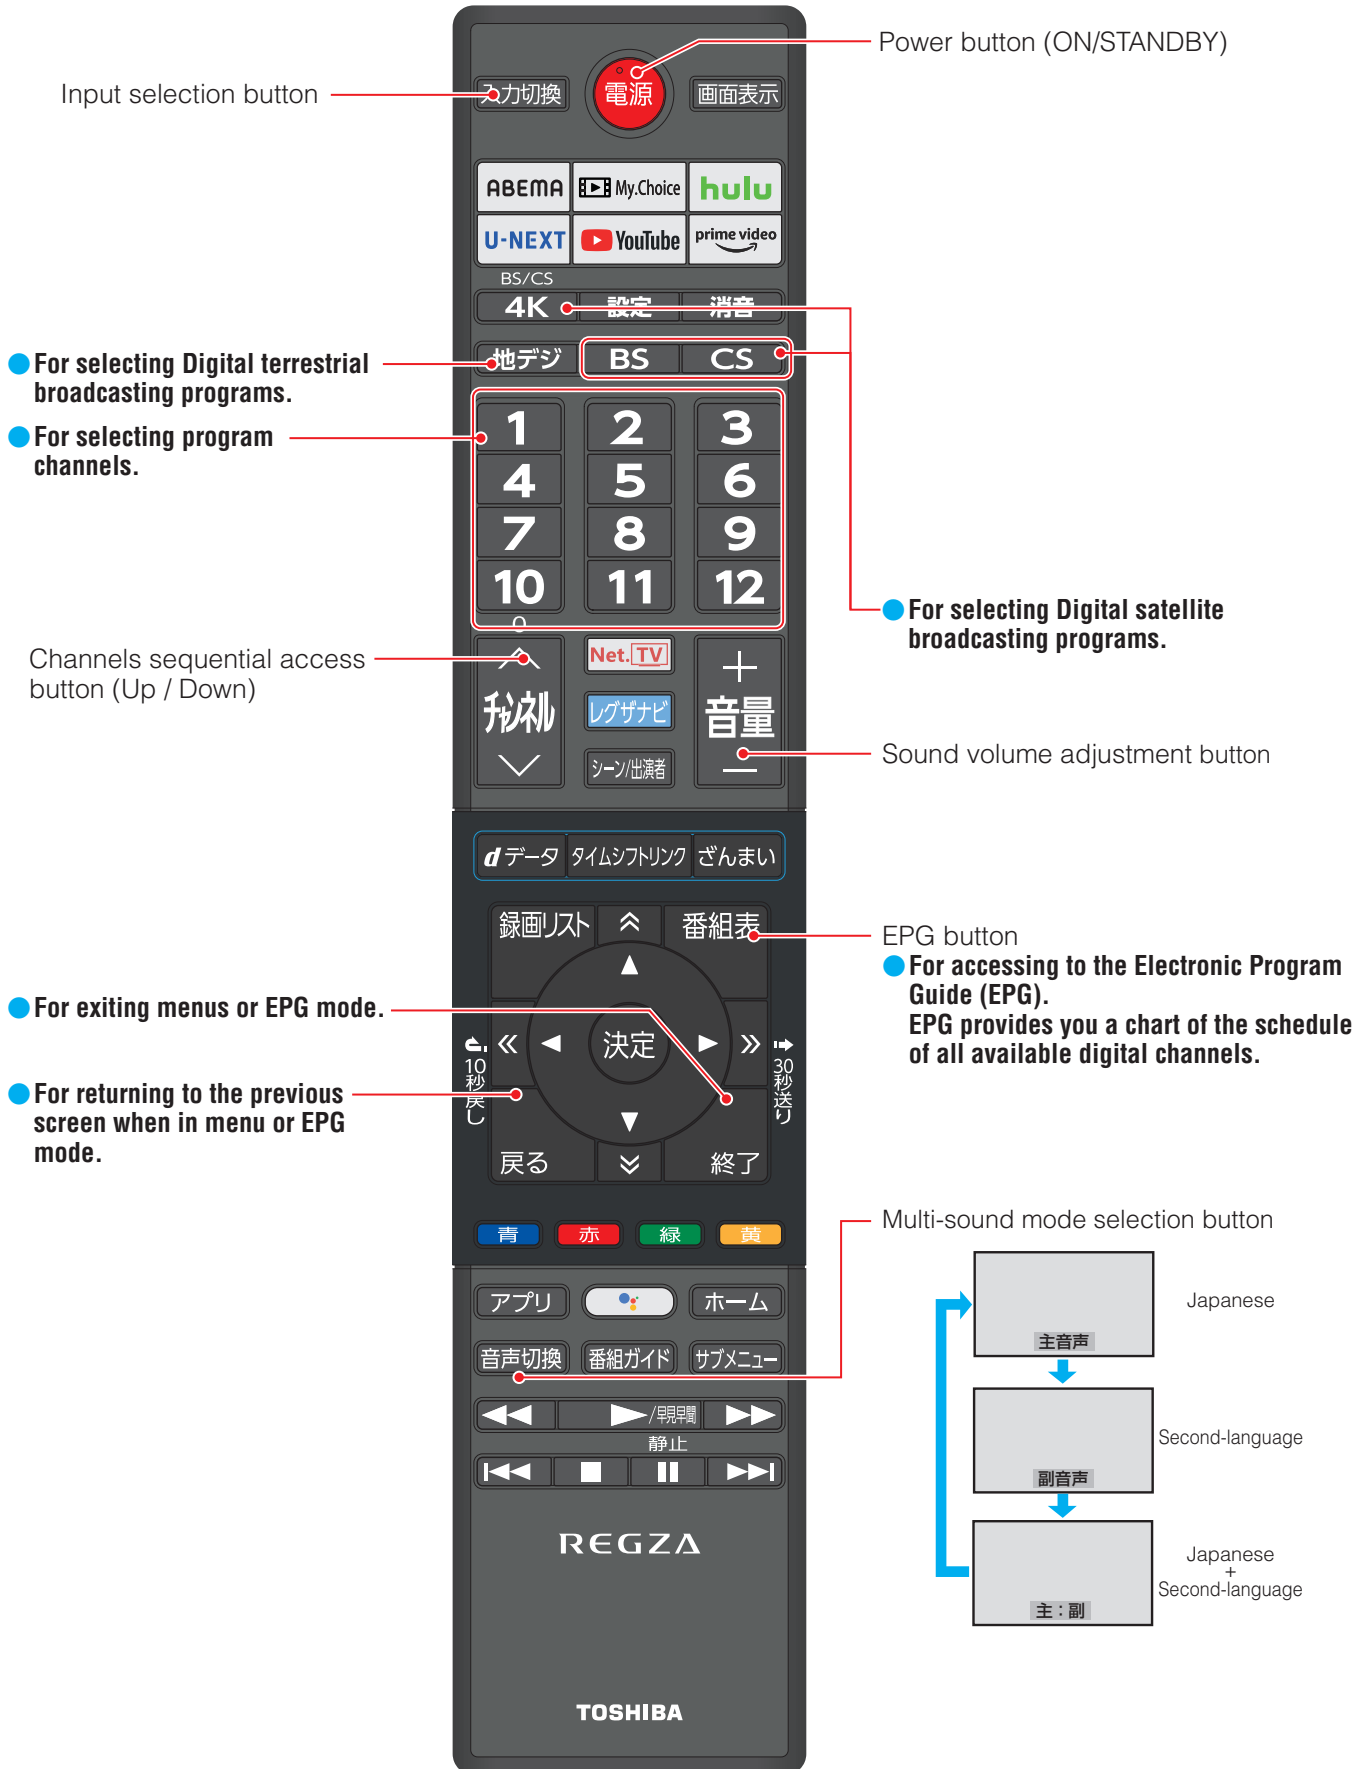 Power button (ON/STANDBY)
Input selection button
入力切換
電源
画面表示
ABEMA
My.Choice
hulu
U-NEXT
YouTube
prime video
BS/CS
4K
設定
消音
地デジ
BS
CS
For selecting Digital terrestrial
broadcasting programs.
For selecting program
channels.
1
2
3
4
5
6
7
8
9
10
11
12
0
For selecting Digital satellite
broadcasting programs.
Channels sequential access
button (Up / Down)
チャンネル
Net.TV
レグザナビ
シーン/出演者
+
音量
−
Sound volume adjustment button
dデータ
タイムシフトリンク
ざんまい
録画リスト
番組表
EPG button
For accessing to the Electronic Program
Guide (EPG).
EPG provides you a chart of the schedule
of all available digital channels.
For exiting menus or EPG mode.
決定
10秒戻し
30秒送り
For returning to the previous
screen when in menu or EPG
mode.
戻る
終了
青
赤
緑
黄
Multi-sound mode selection button
アプリ
ホーム
音声切換
番組ガイド
サブメニュー
/早見早聞
静止
主音声
Japanese
副音声
Second-language
主：副
Japanese
+
Second-language
REGZA
TOSHIBA